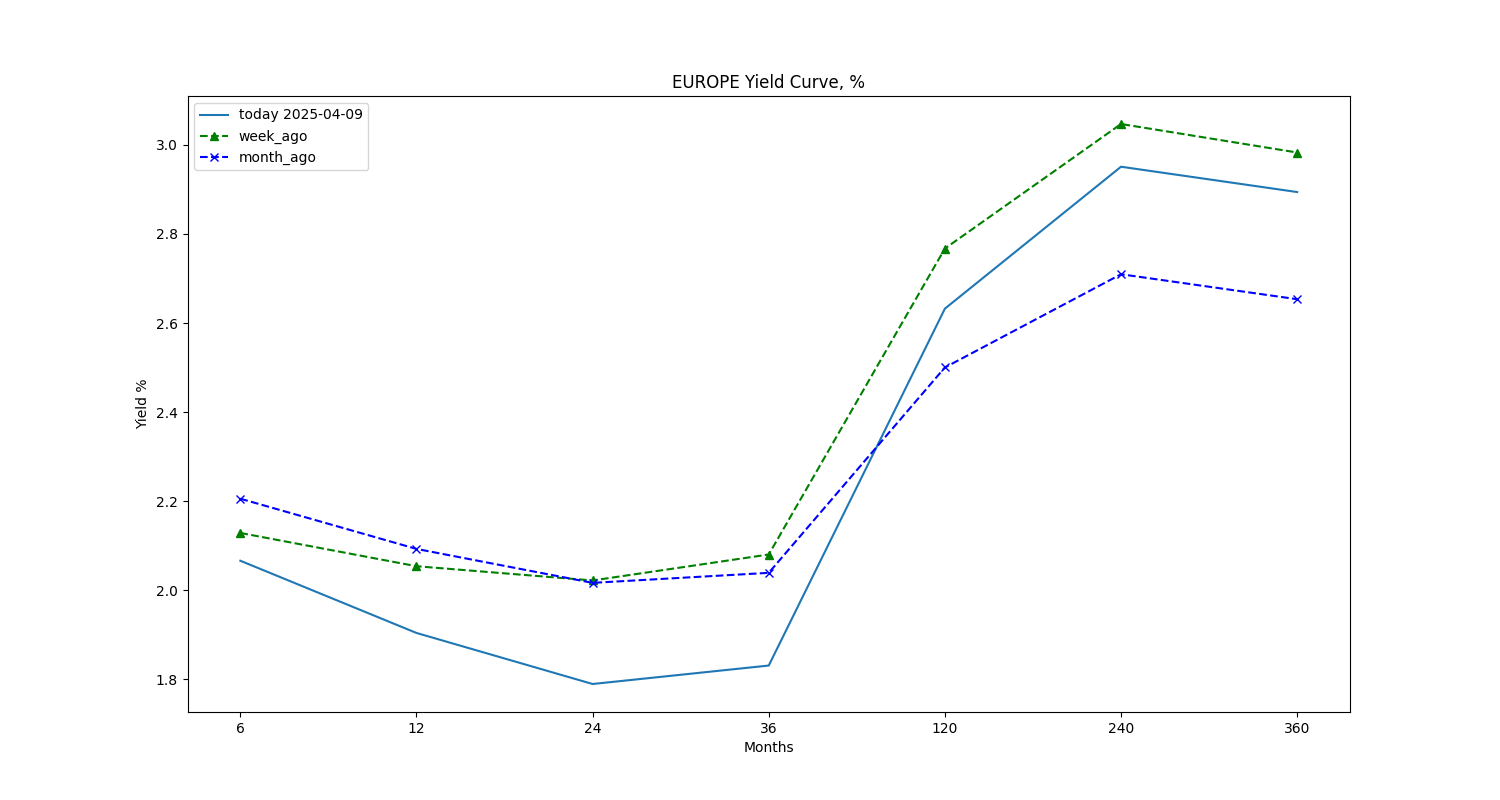 EUROPE Yield Curve, %
today 2025-04-09
week_ago
month_ago
3.0
2.8
2.6
2.4
2.2
2.0
1.8
Yield %
6 12 24 36 120 240 360
Months